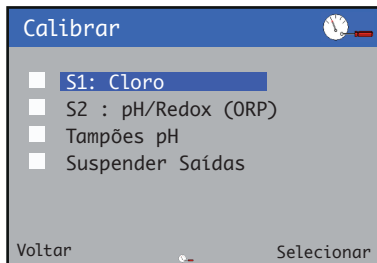 Calibrar
S1: Cloro
S2 : pH/Redox (ORP)
Tampões pH
Suspender Saídas
Voltar Selecionar